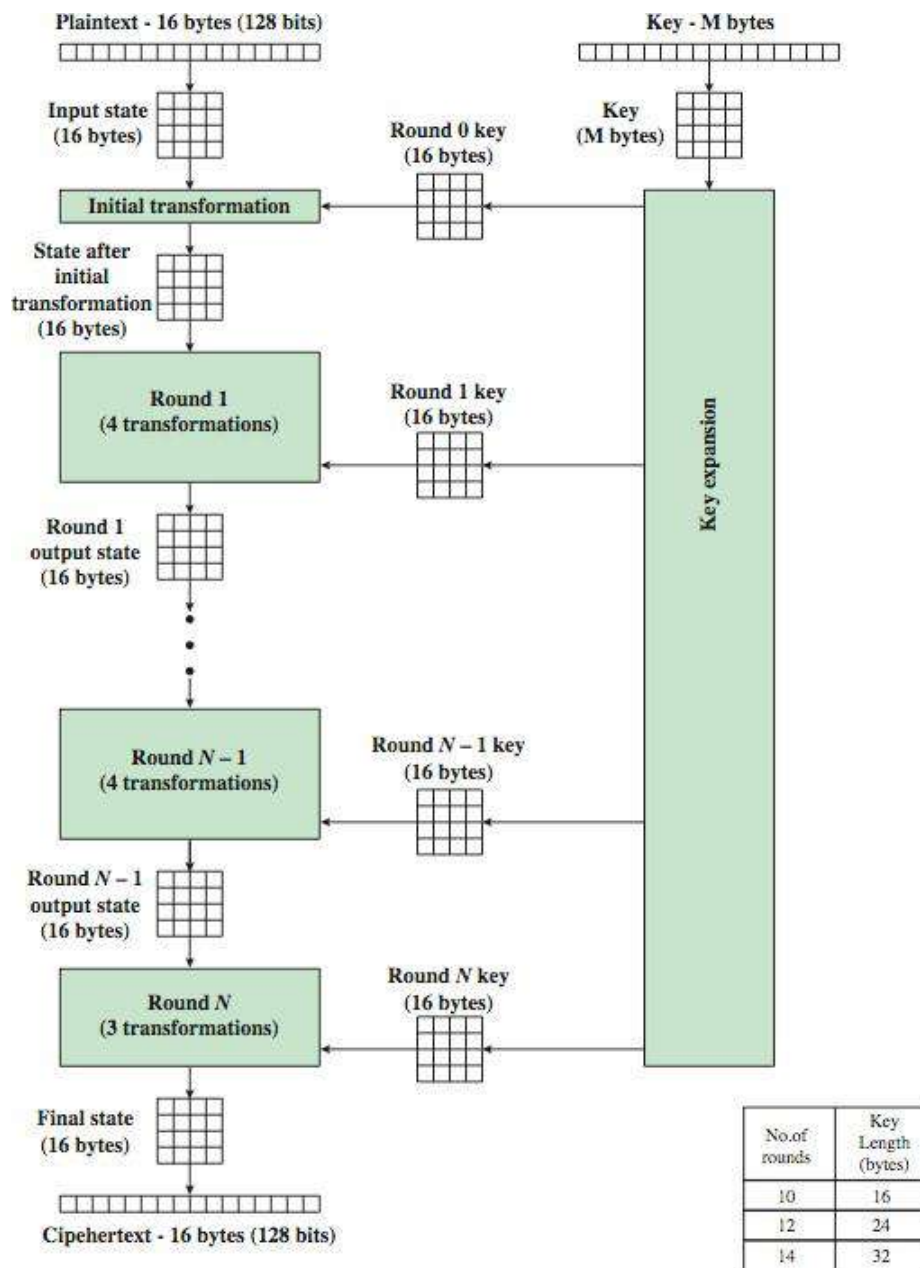 Plaintext - 16 bytes (128 bits)
Key - M bytes
Input state
(16 bytes)
Round 0 key
(16 bytes)
Key
(M bytes)
Initial transformation
State after
initial
transformation
(16 bytes)
Round 1
(4 transformations)
Round 1 key
(16 bytes)
Key expansion
Round 1
output state
(16 bytes)
Round N – 1
(4 transformations)
Round N – 1 key
(16 bytes)
Round N – 1
output state
(16 bytes)
Round N
(3 transformations)
Round N key
(16 bytes)
Final state
(16 bytes)
Cipehertext - 16 bytes (128 bits)
No.of
rounds
Key
Length
(bytes)
10 16
12 24
14 32